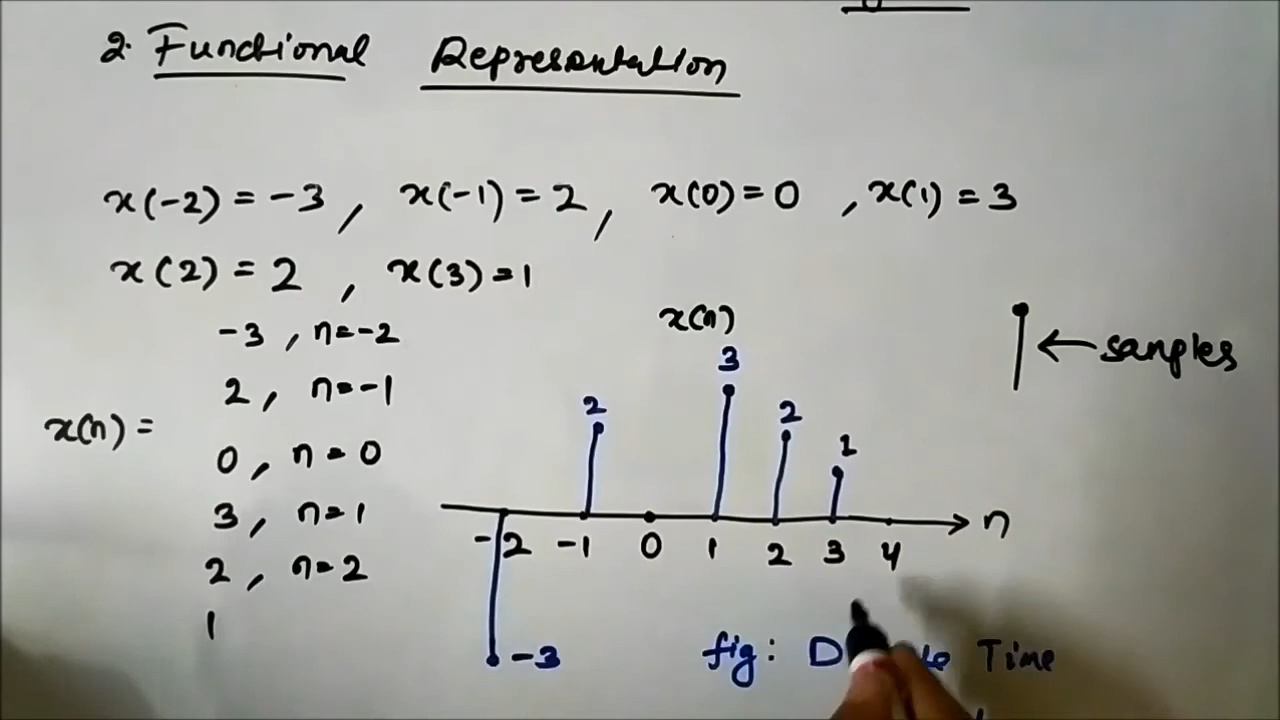 2. Functional Representation
x(-2) = -3 , x(-1) = 2 , x(0) = 0 , x(1) = 3
x(2) = 2 , x(3) = 1
-3 , n=-2
2 , n=-1
x(n) =
0 , n=0
3 , n=1
2 , n=2
1
x(n)
3
2
2
1
-2 -1 0 1 2 3 4 n
-3
← samples
fig: Time